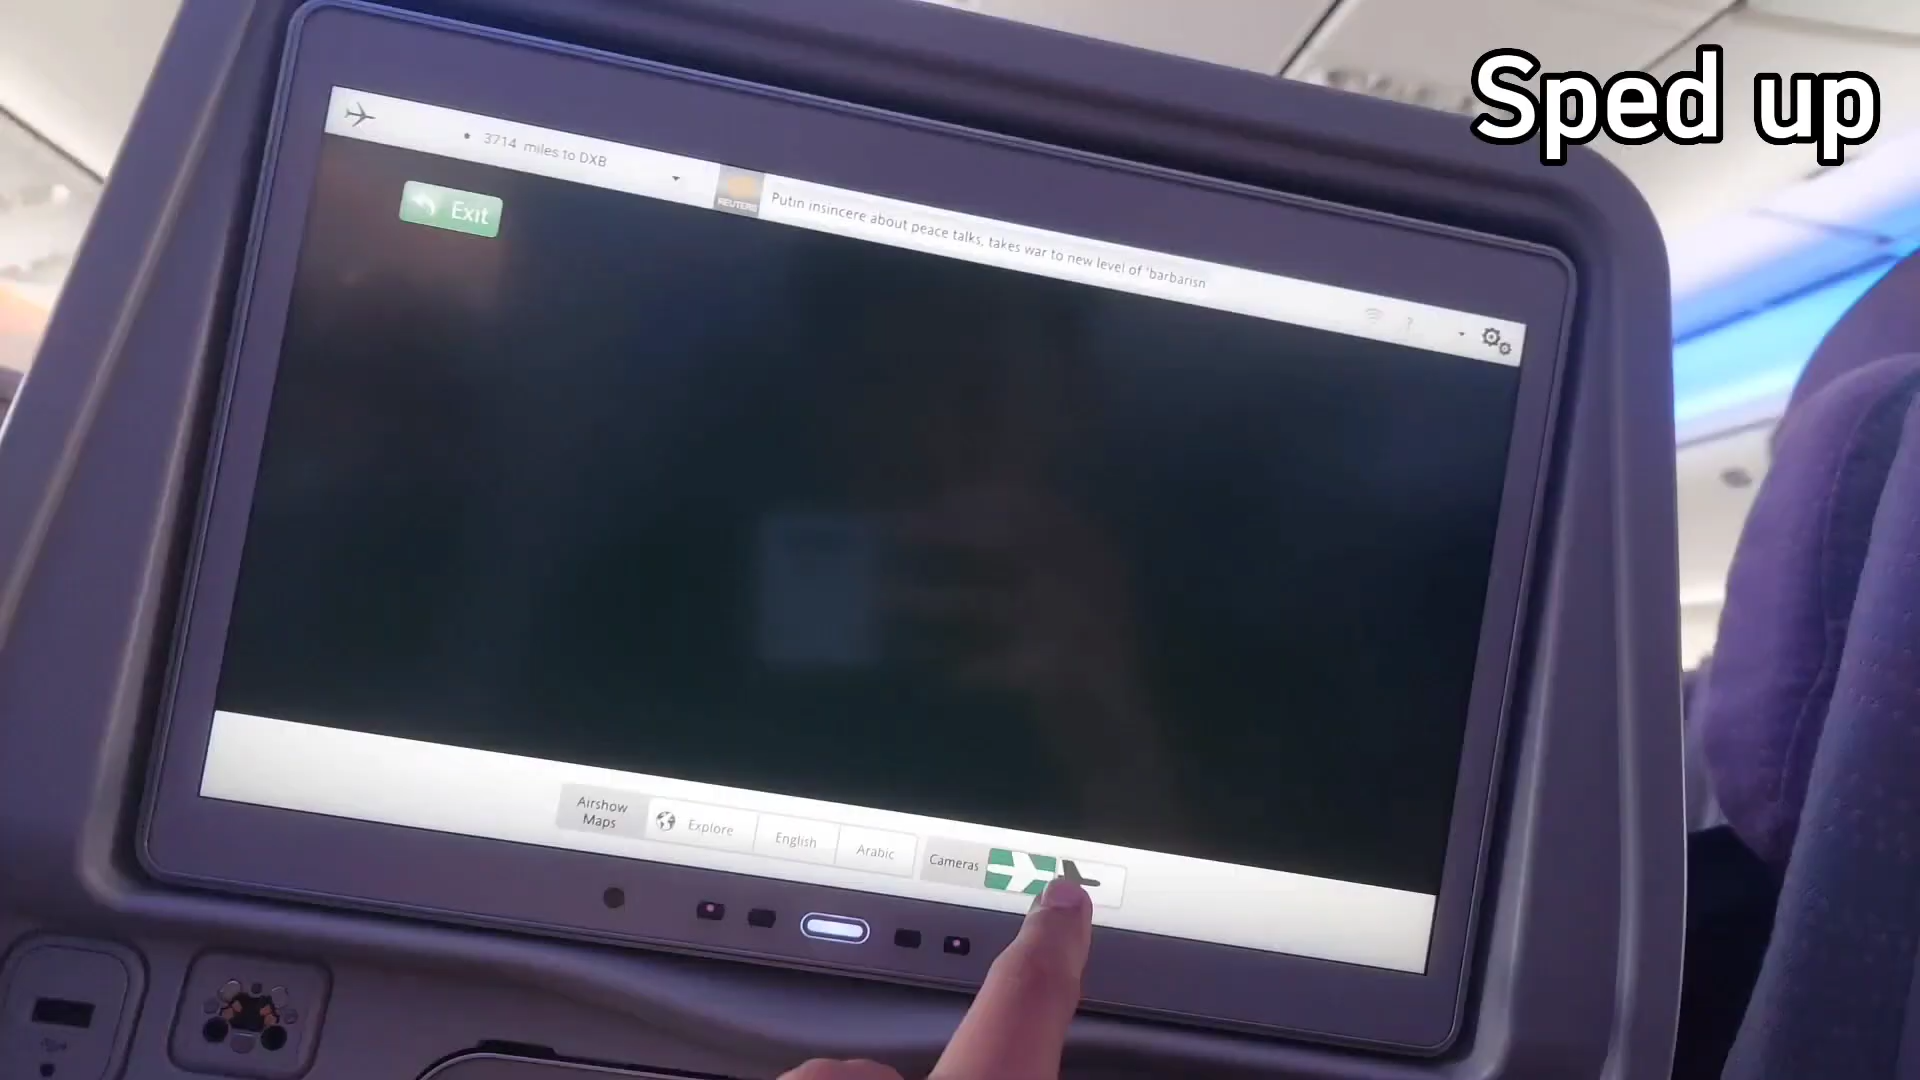 Sped up
3714 miles to DXB
REUTERS
Putin insincere about peace talks, takes war to new level of 'barbarisn
?
Exit
Airshow
Maps
Explore
English
Arabic
Cameras